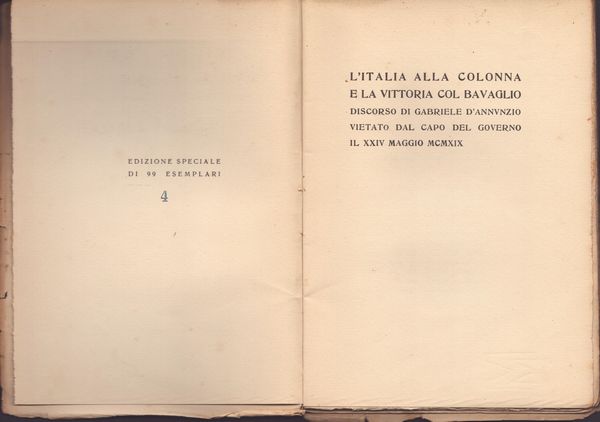 EDIZIONE SPECIALE
DI 99 ESEMPLARI
4
L'ITALIA ALLA COLONNA
E LA VITTORIA COL BAVAGLIO
DISCORSO DI GABRIELE D'ANNVNZIO
VIETATO DAL CAPO DEL GOVERNO
IL XXIV MAGGIO MCMXIX